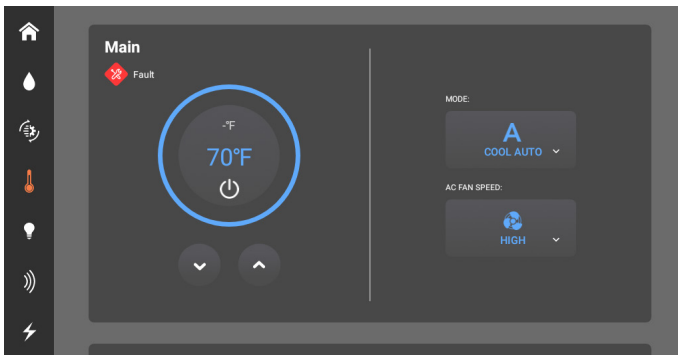 Main
Fault
-°F
70°F
MODE:
A
COOL AUTO
AC FAN SPEED:
HIGH